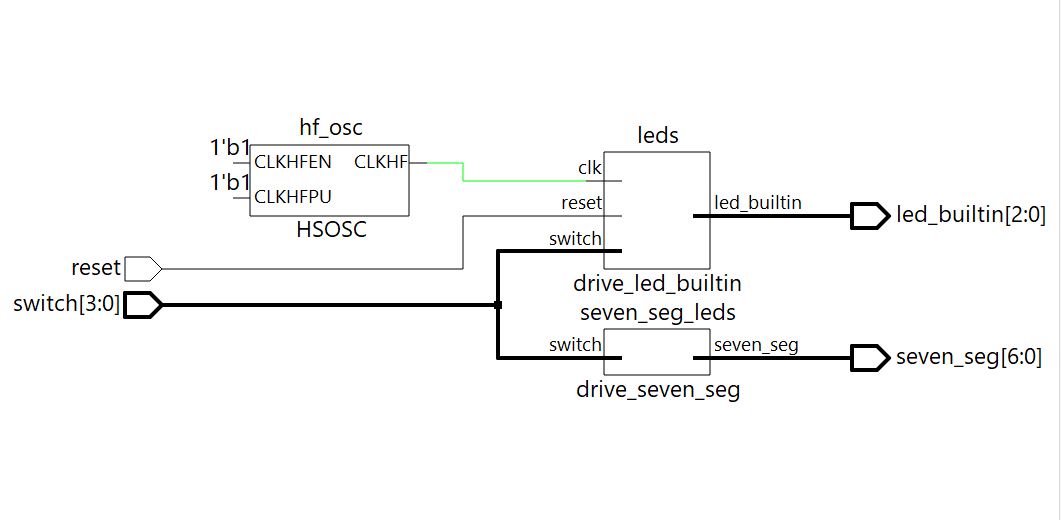 hf_osc
1'b1
CLKHFEN
CLKHF
1'b1
CLKHFPU
HSOSC
leds
clk
reset
switch
led_builtin
drive_led_builtin
led_builtin[2:0]
reset
switch[3:0]
seven_seg_leds
switch
seven_seg
drive_seven_seg
seven_seg[6:0]